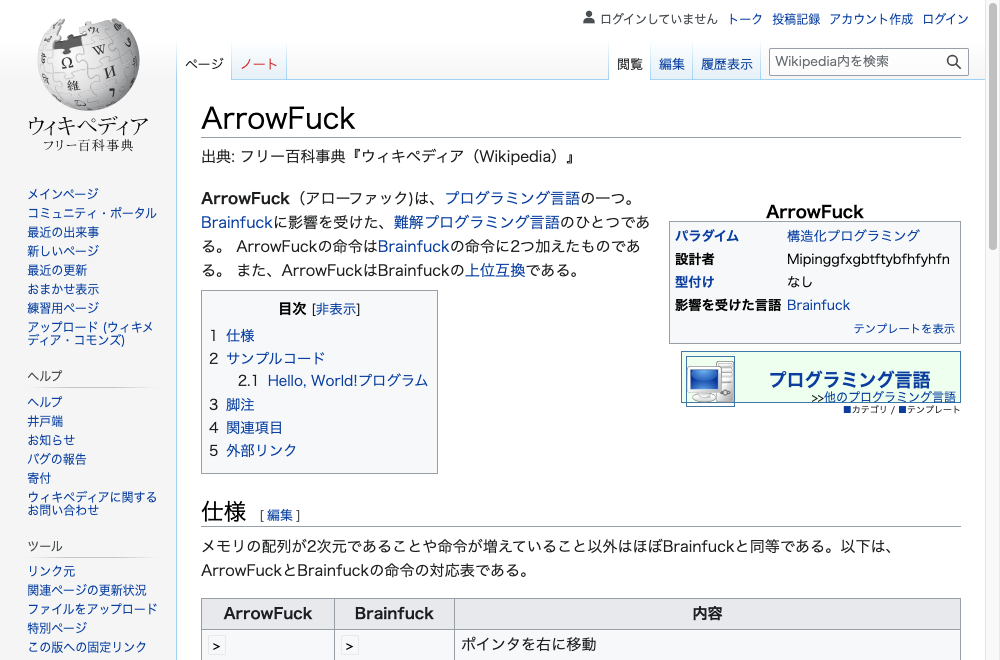 ログインしていません トーク 投稿記録 アカウント作成 ログイン
ページ ノート 閲覧 編集 履歴表示 Wikipedia内を検索
Ω W И 維
ウィキペディア
フリー百科事典
メインページ
コミュニティ・ポータル
最近の出来事
新しいページ
最近の更新
おまかせ表示
練習用ページ
アップロード (ウィキメ
ディア・コモンズ)
ヘルプ
ヘルプ
井戸端
お知らせ
バグの報告
寄付
ウィキペディアに関する
お問い合わせ
ツール
リンク元
関連ページの更新状況
ファイルをアップロード
特別ページ
この版への固定リンク
ArrowFuck
出典: フリー百科事典『ウィキペディア（Wikipedia）』
ArrowFuck（アローファック)は、プログラミング言語の一つ。
Brainfuckに影響を受けた、難解プログラミング言語のひとつであ
る。 ArrowFuckの命令はBrainfuckの命令に2つ加えたものであ
る。 また、ArrowFuckはBrainfuckの上位互換である。
ArrowFuck
パラダイム 構造化プログラミング
設計者 Mipinggfxgbtftybfhfyhfn
型付け なし
影響を受けた言語 Brainfuck
テンプレートを表示
プログラミング言語
>>他のプログラミング言語
■カテゴリ / ■テンプレート
目次 [非表示]
1 仕様
2 サンプルコード
2.1 Hello, World!プログラム
3 脚注
4 関連項目
5 外部リンク
仕様 [ 編集 ]
メモリの配列が2次元であることや命令が増えていること以外はほぼBrainfuckと同等である。以下は、
ArrowFuckとBrainfuckの命令の対応表である。
ArrowFuck Brainfuck 内容
> > ポインタを右に移動